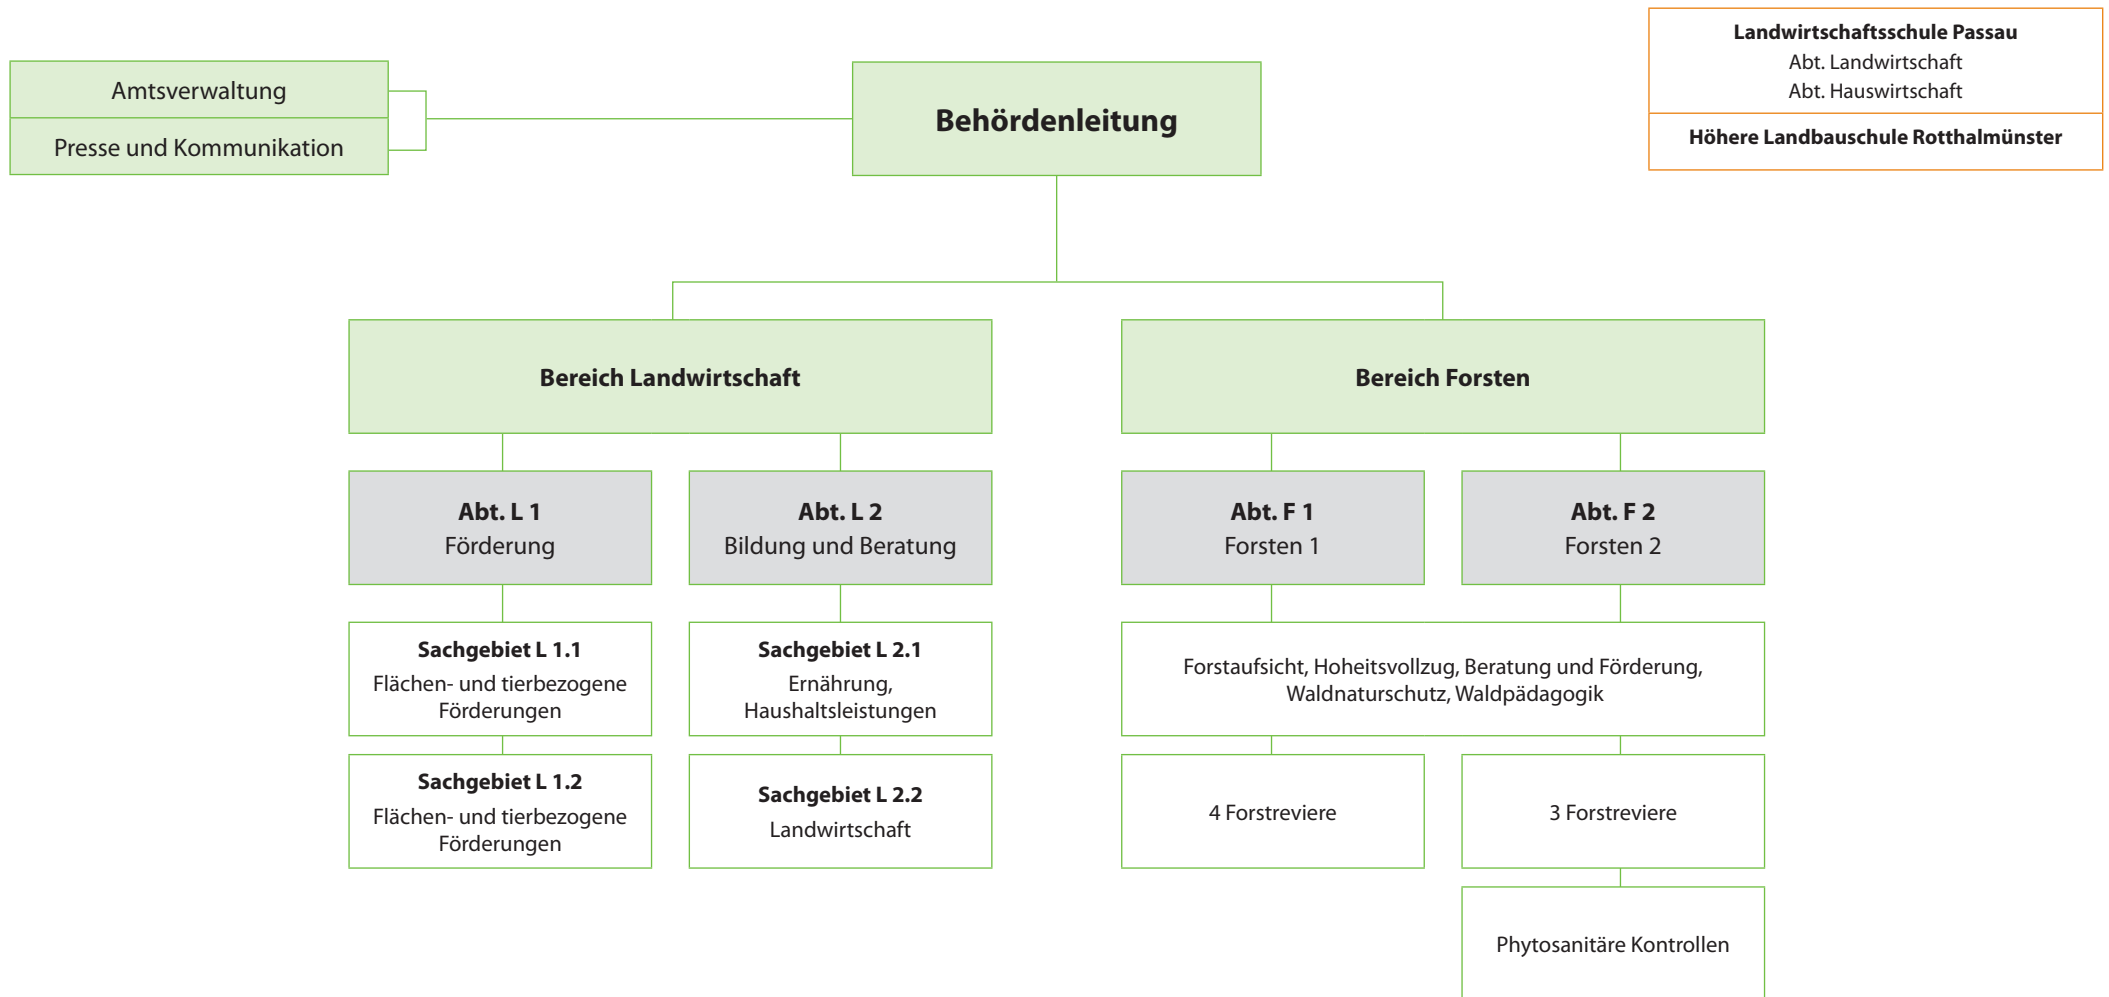 Amtsverwaltung
Presse und Kommunikation
Behördenleitung
Landwirtschaftsschule Passau
Abt. Landwirtschaft
Abt. Hauswirtschaft
Höhere Landbauschule Rotthalmünster
Bereich Landwirtschaft
Bereich Forsten
Abt. L 1
Förderung
Abt. L 2
Bildung und Beratung
Abt. F 1
Forsten 1
Abt. F 2
Forsten 2
Sachgebiet L 1.1
Flächen- und tierbezogene
Förderungen
Sachgebiet L 2.1
Ernährung,
Haushaltsleistungen
Forstaufsicht, Hoheitsvollzug, Beratung und Förderung,
Waldnaturschutz, Waldpädagogik
Sachgebiet L 1.2
Flächen- und tierbezogene
Förderungen
Sachgebiet L 2.2
Landwirtschaft
4 Forstreviere
3 Forstreviere
Phytosanitäre Kontrollen